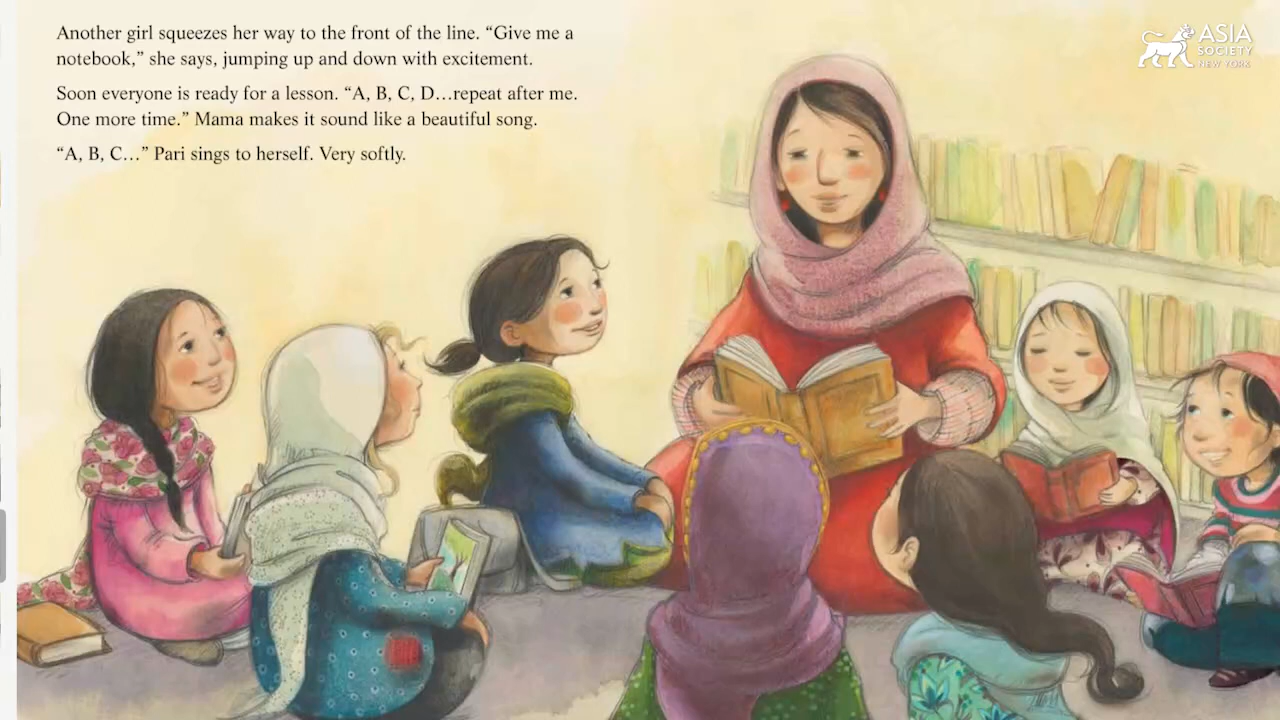 Another girl squeezes her way to the front of the line. “Give me a
notebook,” she says, jumping up and down with excitement.
Soon everyone is ready for a lesson. “A, B, C, D…repeat after me.
One more time.” Mama makes it sound like a beautiful song.
“A, B, C…” Pari sings to herself. Very softly.
ASIA
SOCIETY
NEW YORK